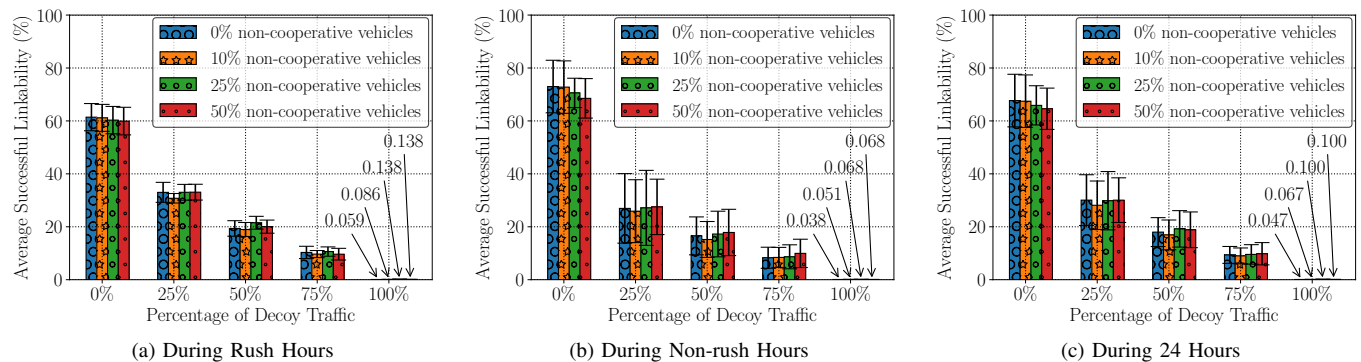 Average Successful Linkability (%)
100
80
60
40
20
0
0% non-cooperative vehicles
10% non-cooperative vehicles
25% non-cooperative vehicles
50% non-cooperative vehicles
0.138
0.138
0.086
0.059
0%
25%
50%
75%
100%
Percentage of Decoy Traffic
(a) During Rush Hours
Average Successful Linkability (%)
100
80
60
40
20
0
0% non-cooperative vehicles
10% non-cooperative vehicles
25% non-cooperative vehicles
50% non-cooperative vehicles
0.068
0.068
0.051
0.038
0%
25%
50%
75%
100%
Percentage of Decoy Traffic
(b) During Non-rush Hours
Average Successful Linkability (%)
100
80
60
40
20
0
0% non-cooperative vehicles
10% non-cooperative vehicles
25% non-cooperative vehicles
50% non-cooperative vehicles
0.100
0.100
0.067
0.047
0%
25%
50%
75%
100%
Percentage of Decoy Traffic
(c) During 24 Hours